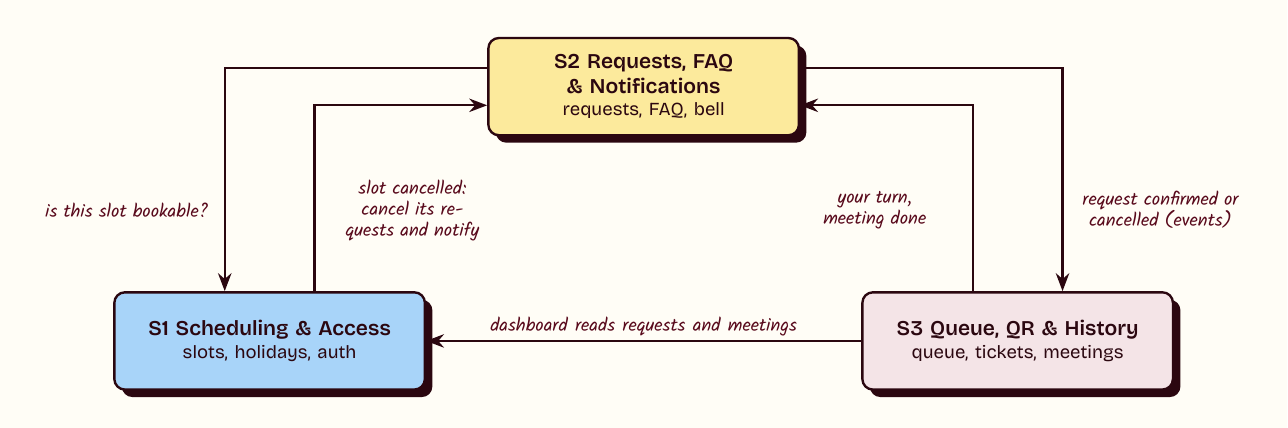 S2 Requests, FAQ
& Notifications
requests, FAQ, bell
is this slot bookable?
slot cancelled:
cancel its re-
quests and notify
your turn,
meeting done
request confirmed or
cancelled (events)
S1 Scheduling & Access
slots, holidays, auth
dashboard reads requests and meetings
S3 Queue, QR & History
queue, tickets, meetings